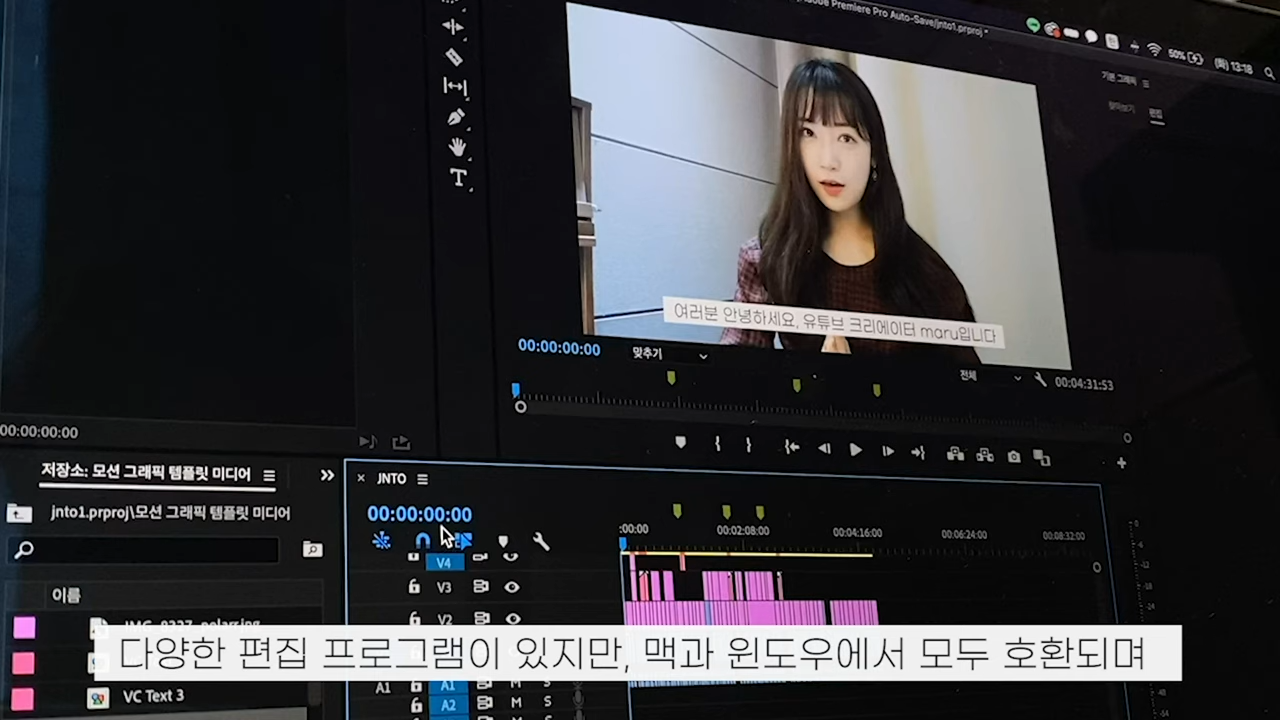 Adobe Premiere Pro Auto-Save/jnto1.prproj *
50%
(화) 13:18
기본 그래픽
찾아보기 편집
T
여러분 안녕하세요, 유튜브 크리에이터 maru입니다
00:00:00:00
맞추기
전체
00:04:31:53
00:00:00:00
저장소: 모션 그래픽 템플릿 미디어
jnto1.prproj\모션 그래픽 템플릿 미디어
이름
VC Text 3
× JNTO
00:00:00:00
:00:00 00:02:08:00 00:04:16:00 00:06:24:00 00:08:32:00
V4
V3
V2
A1 A1 M S
A2 M S
다양한 편집 프로그램이 있지만, 맥과 윈도우에서 모두 호환되며